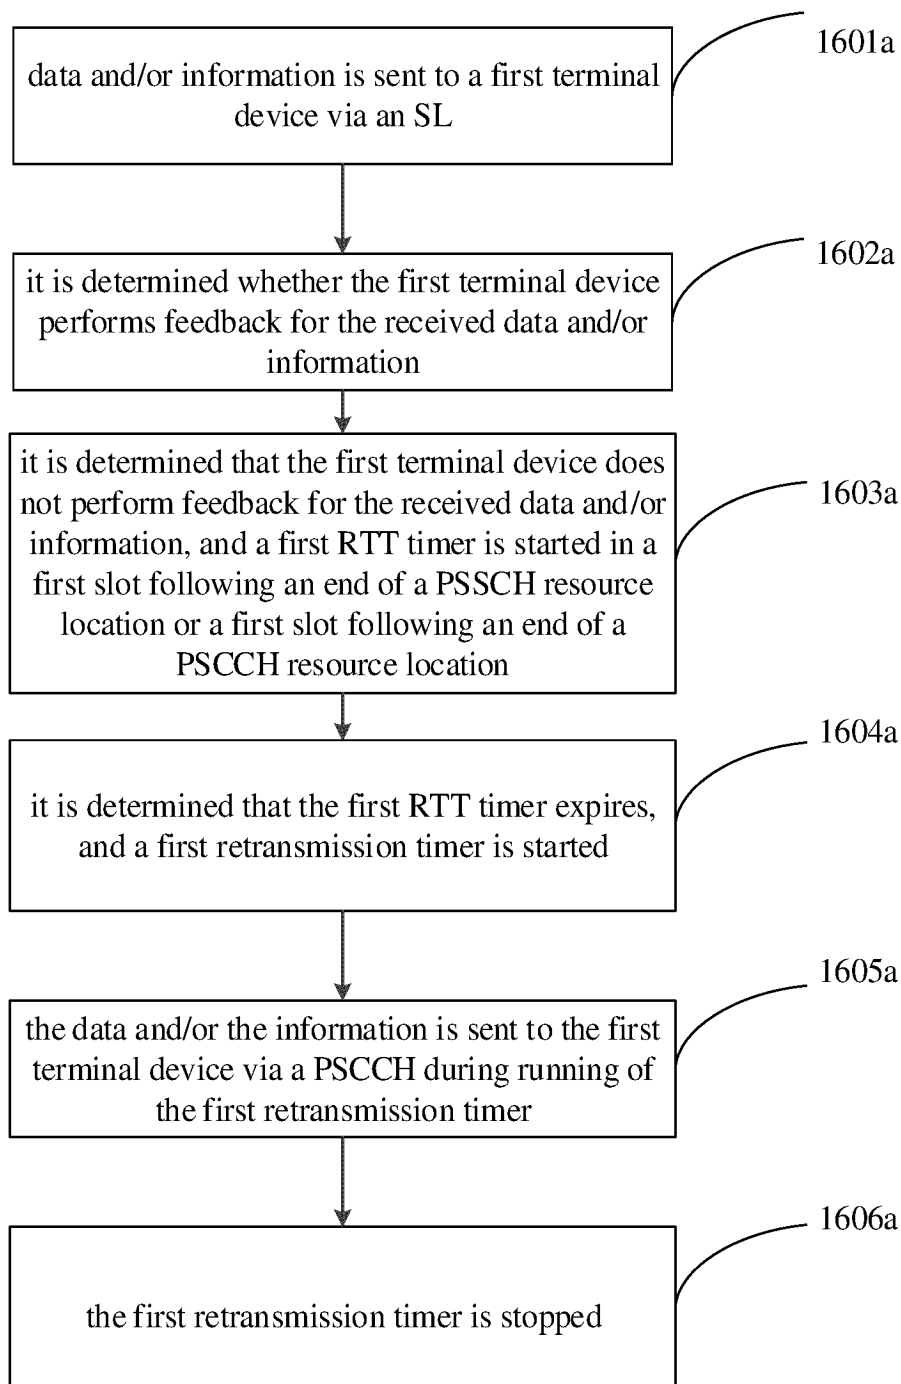 data and/or information is sent to a first terminal
device via an SL
1601a
it is determined whether the first terminal device
performs feedback for the received data and/or
information
1602a
it is determined that the first terminal device does
not perform feedback for the received data and/or
information, and a first RTT timer is started in a
first slot following an end of a PSSCH resource
location or a first slot following an end of a
PSCCH resource location
1603a
it is determined that the first RTT timer expires,
and a first retransmission timer is started
1604a
the data and/or the information is sent to the first
terminal device via a PSCCH during running of
the first retransmission timer
1605a
the first retransmission timer is stopped
1606a